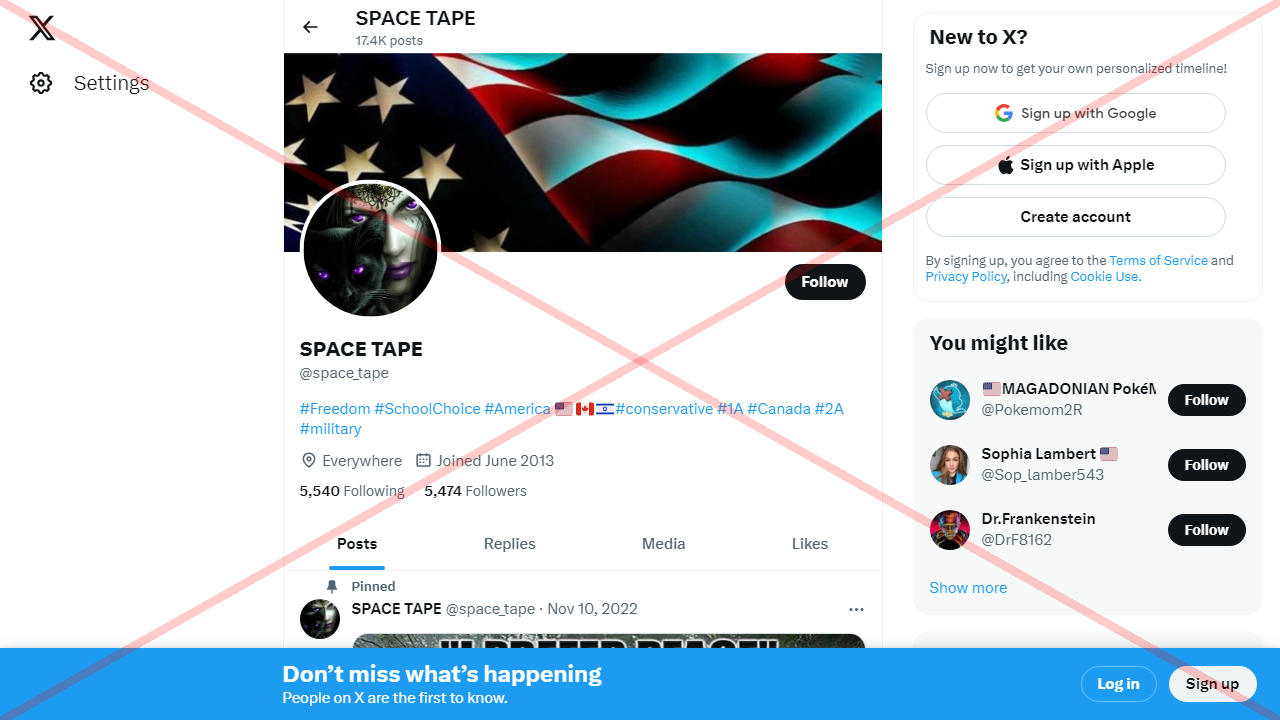 SPACE TAPE
17.4K posts
Settings
Follow
SPACE TAPE
@space_tape
#Freedom #SchoolChoice #America 🇺🇸 🇨🇦 🇮🇱 #conservative #1A #Canada #2A
#military
Everywhere Joined June 2013
5,540 Following 5,474 Followers
Posts Replies Media Likes
Pinned
SPACE TAPE @space_tape · Nov 10, 2022
New to X?
Sign up now to get your own personalized timeline!
Sign up with Google
Sign up with Apple
Create account
By signing up, you agree to the Terms of Service and
Privacy Policy, including Cookie Use.
You might like
🇺🇸MAGADONIAN Poké
@Pokemom2R
Follow
Sophia Lambert 🇺🇸
@Sop_lambert543
Follow
Dr.Frankenstein
@DrF8162
Follow
Show more
Don’t miss what’s happening
People on X are the first to know.
Log in
Sign up